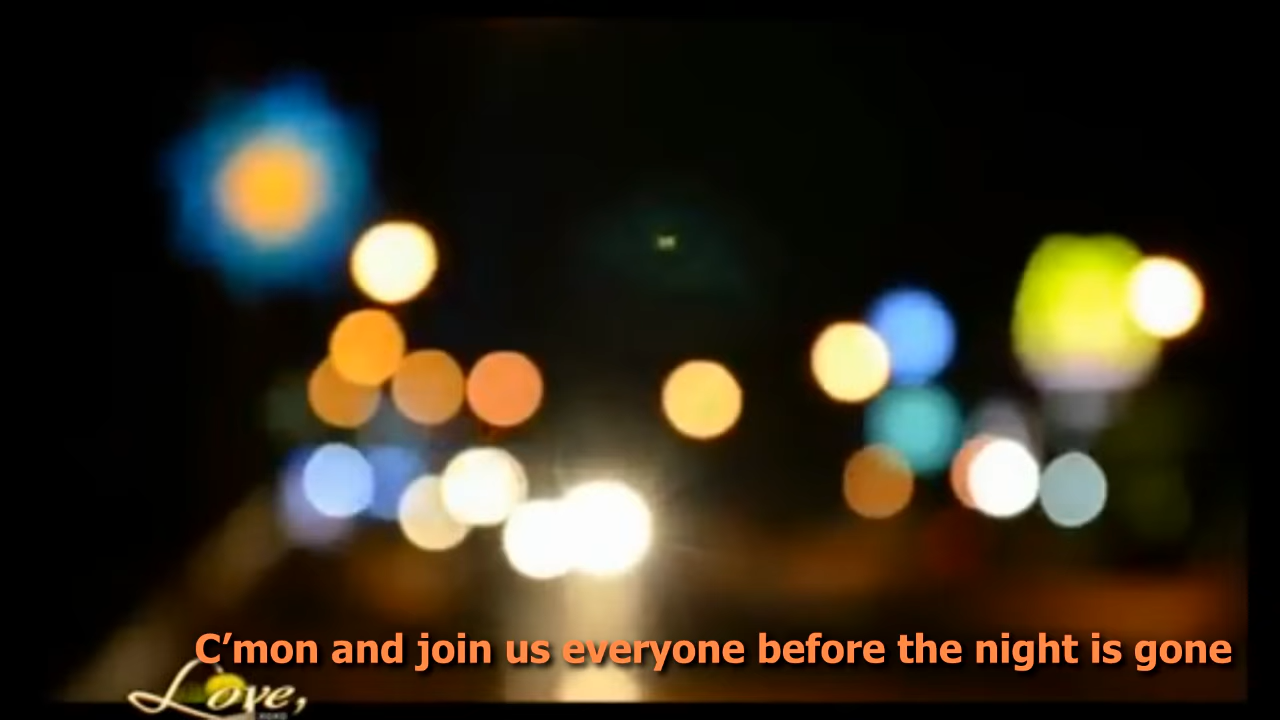 C’mon and join us everyone before the night is gone
Love,